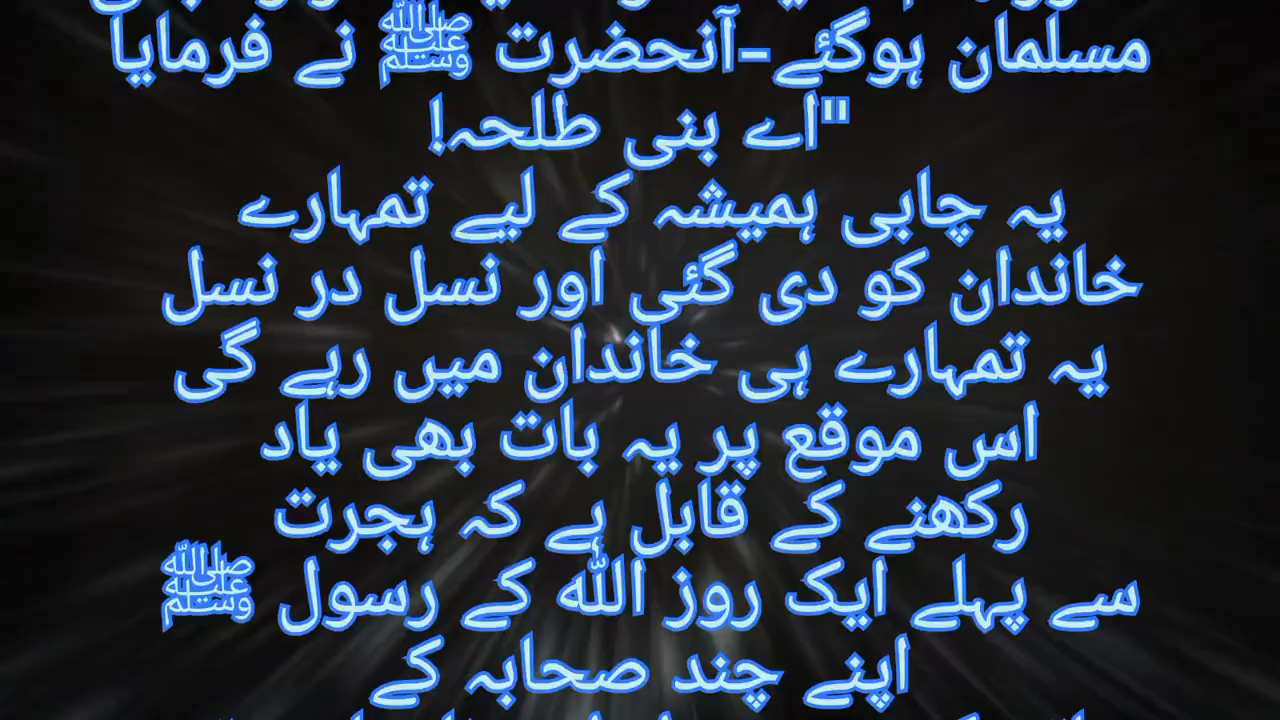 مسلمان ہوگئے-آنحضرت ﷺ نے فرمایا
"اے بنی طلحہ!
یہ چابی ہمیشہ کے لیے تمہارے
خاندان کو دی گئی اور نسل در نسل
یہ تمہارے ہی خاندان میں رہے گی
اس موقع پر یہ بات بھی یاد
رکھنے کے قابل ہے کہ ہجرت
سے پہلے ایک روز اللہ کے رسول ﷺ
اپنے چند صحابہ کے